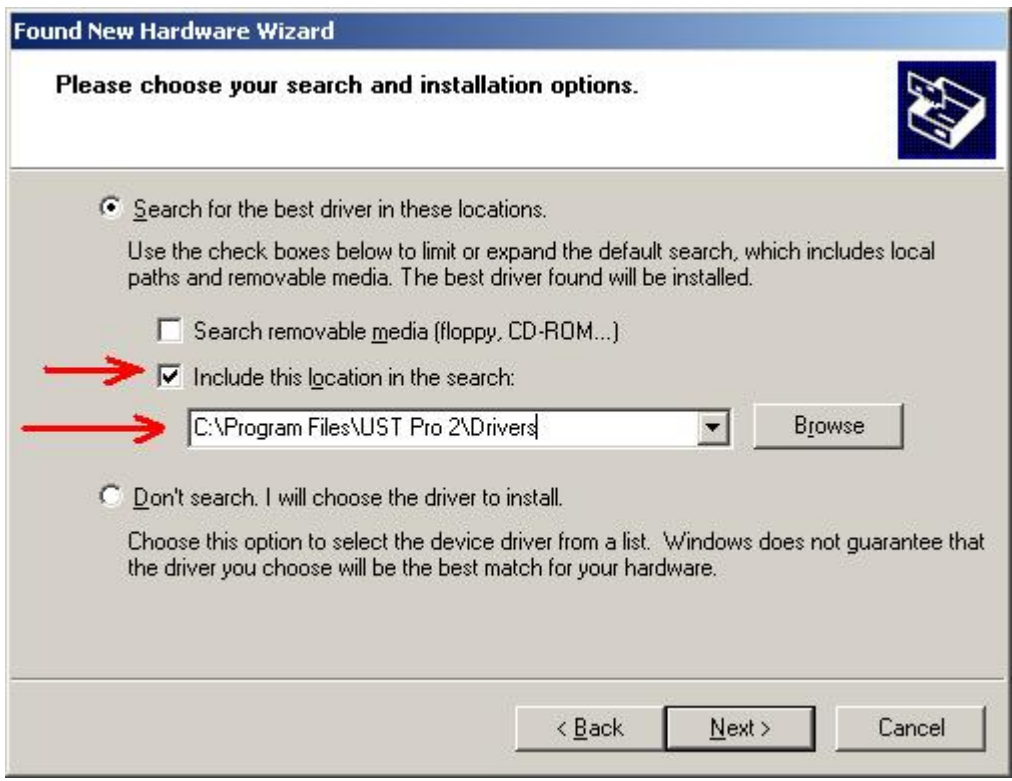 Found New Hardware Wizard
Please choose your search and installation options.
Search for the best driver in these locations.
Use the check boxes below to limit or expand the default search, which includes local
paths and removable media. The best driver found will be installed.
Search removable media (floppy, CD-ROM...)
Include this location in the search:
C:\Program Files\UST Pro 2\Drivers
Browse
Don't search. I will choose the driver to install.
Choose this option to select the device driver from a list. Windows does not guarantee that
the driver you choose will be the best match for your hardware.
< Back Next > Cancel